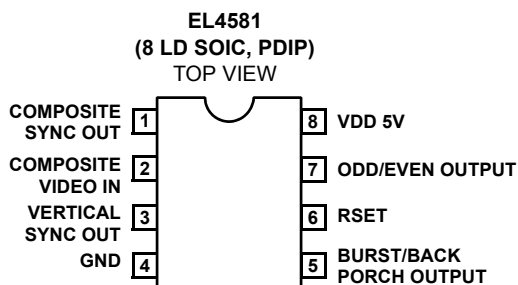 EL4581
(8 LD SOIC, PDIP)
TOP VIEW
COMPOSITE
SYNC OUT
1
8
VDD 5V
COMPOSITE
VIDEO IN
2
7
ODD/EVEN OUTPUT
VERTICAL
SYNC OUT
3
6
RSET
GND
4
5
BURST/BACK
PORCH OUTPUT